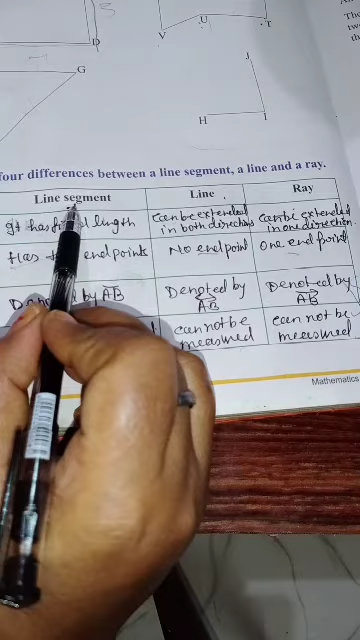 D
G
V
U
T
J
H
I
four differences between a line segment, a line and a ray.
Line segment
Line
Ray
gt has length
can be extended
in both directions
can be extended
in one direction.
Has end points
No end point
One end point
by AB
Denoted by
AB
Denoted by
AB
can not be
measured
can not be
measured
Mathematics